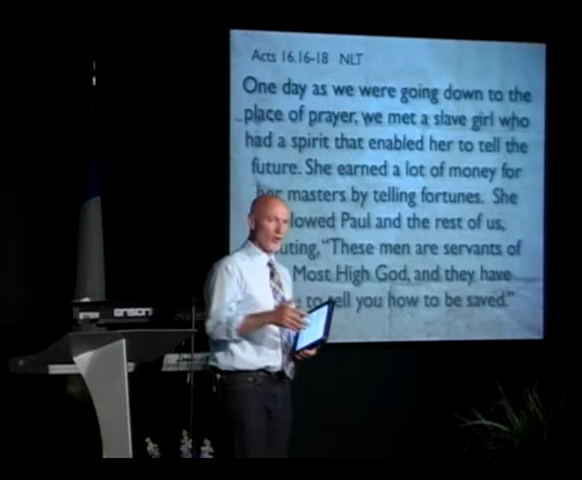 Acts 16.16-18 NLT
One day as we were going down to the
place of prayer, we met a slave girl who
had a spirit that enabled her to tell the
future. She earned a lot of money for
her masters by telling fortunes. She
lowed Paul and the rest of us,
uting, "These men are servants of
Most High God, and they have
to tell you how to be saved."